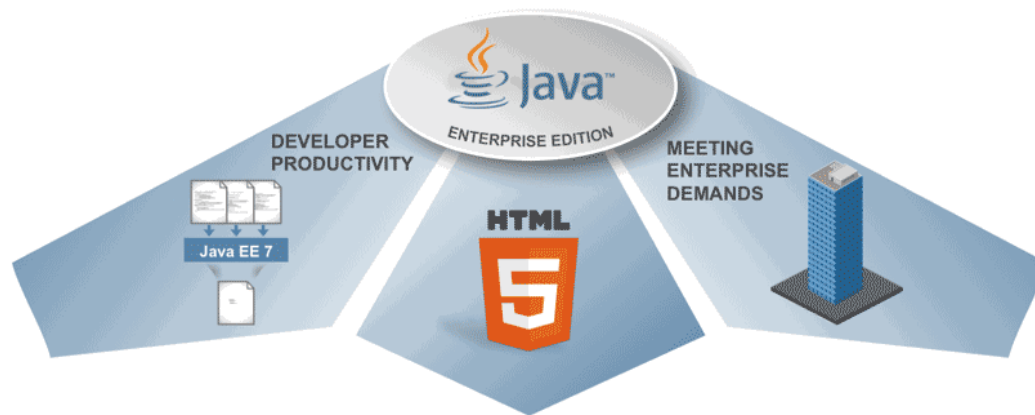 Java™
ENTERPRISE EDITION
DEVELOPER
PRODUCTIVITY
Java EE 7
HTML
5
MEETING
ENTERPRISE
DEMANDS